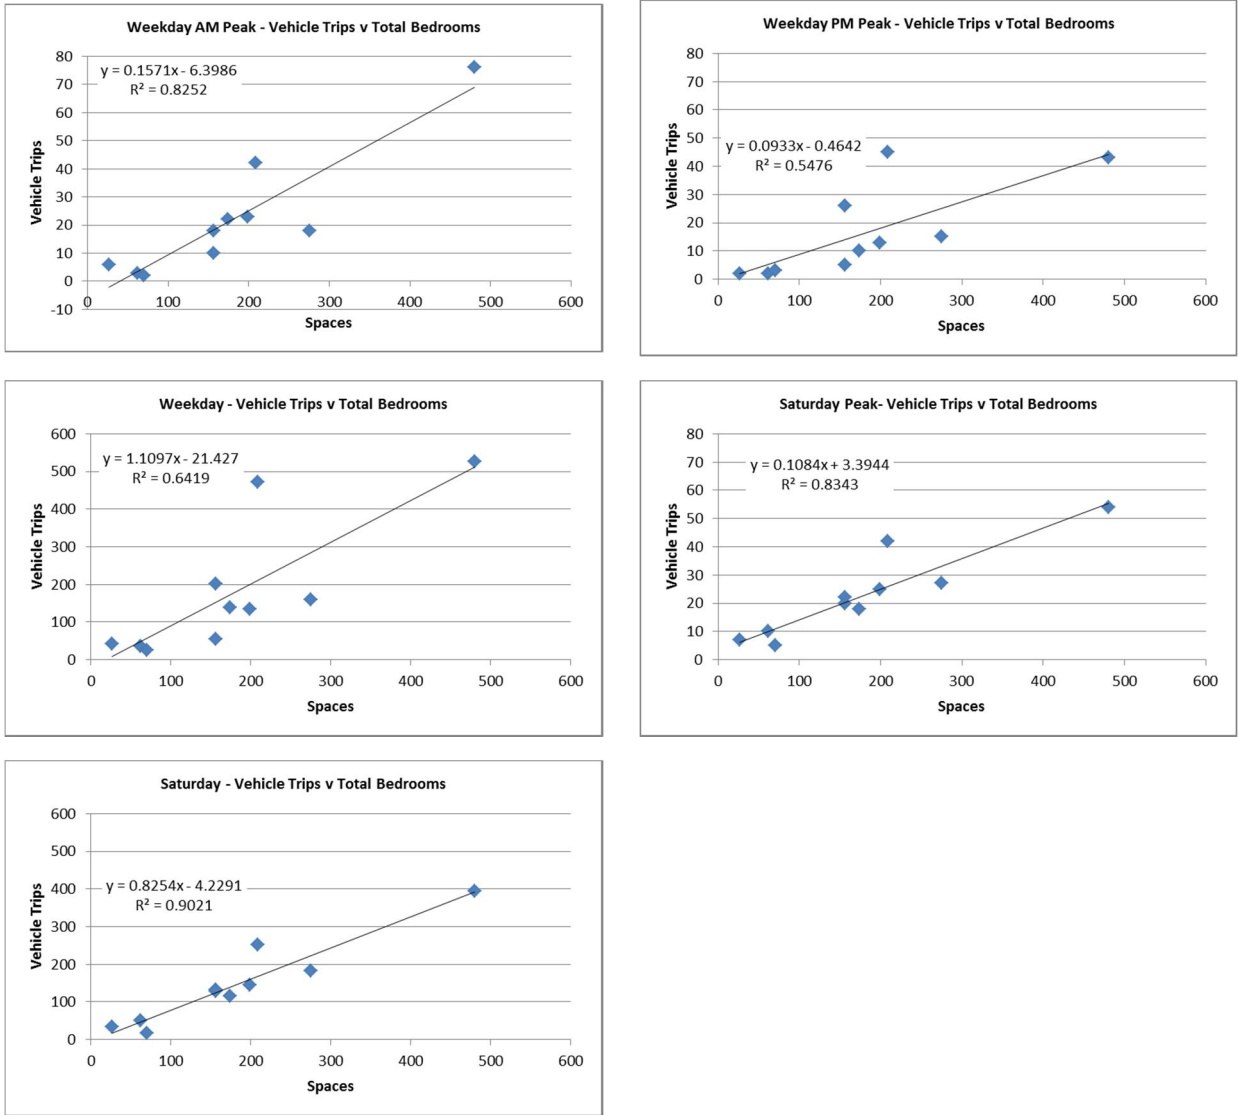 Weekday AM Peak - Vehicle Trips v Total Bedrooms
80
y = 0.1571x - 6.3986
70
R² = 0.8252
60
50
40
30
20
10
0
-10
0 100 200 300 400 500 600
Vehicle Trips
Spaces
Weekday PM Peak - Vehicle Trips v Total Bedrooms
80
70
60
50
y = 0.0933x - 0.4642
40
R² = 0.5476
30
20
10
0
0 100 200 300 400 500 600
Vehicle Trips
Spaces
Weekday - Vehicle Trips v Total Bedrooms
600
y = 1.1097x - 21.427
500
R² = 0.6419
400
300
200
100
0
0 100 200 300 400 500 600
Vehicle Trips
Spaces
Saturday Peak- Vehicle Trips v Total Bedrooms
80
70
y = 0.1084x + 3.3944
60
R² = 0.8343
50
40
30
20
10
0
0 100 200 300 400 500 600
Vehicle Trips
Spaces
Saturday - Vehicle Trips v Total Bedrooms
600
500
400
y = 0.8254x - 4.2291
R² = 0.9021
300
200
100
0
0 100 200 300 400 500 600
Vehicle Trips
Spaces